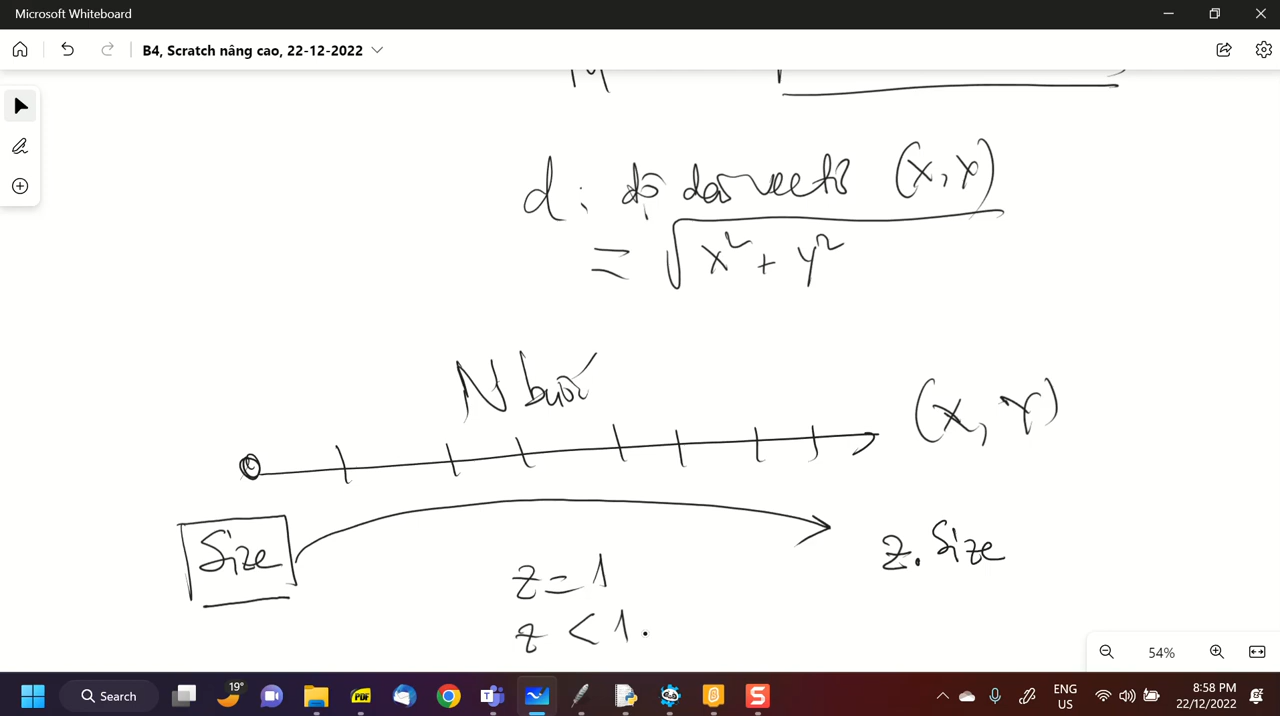 Microsoft Whiteboard
B4, Scratch nâng cao, 22-12-2022
M
d: độ dài vectơ (x, y)
= √x² + y²
N bước
(x, y)
Size
z. Size
z = 1
z < 1.
54%
19°
Search
ENG
US
8:58 PM
22/12/2022